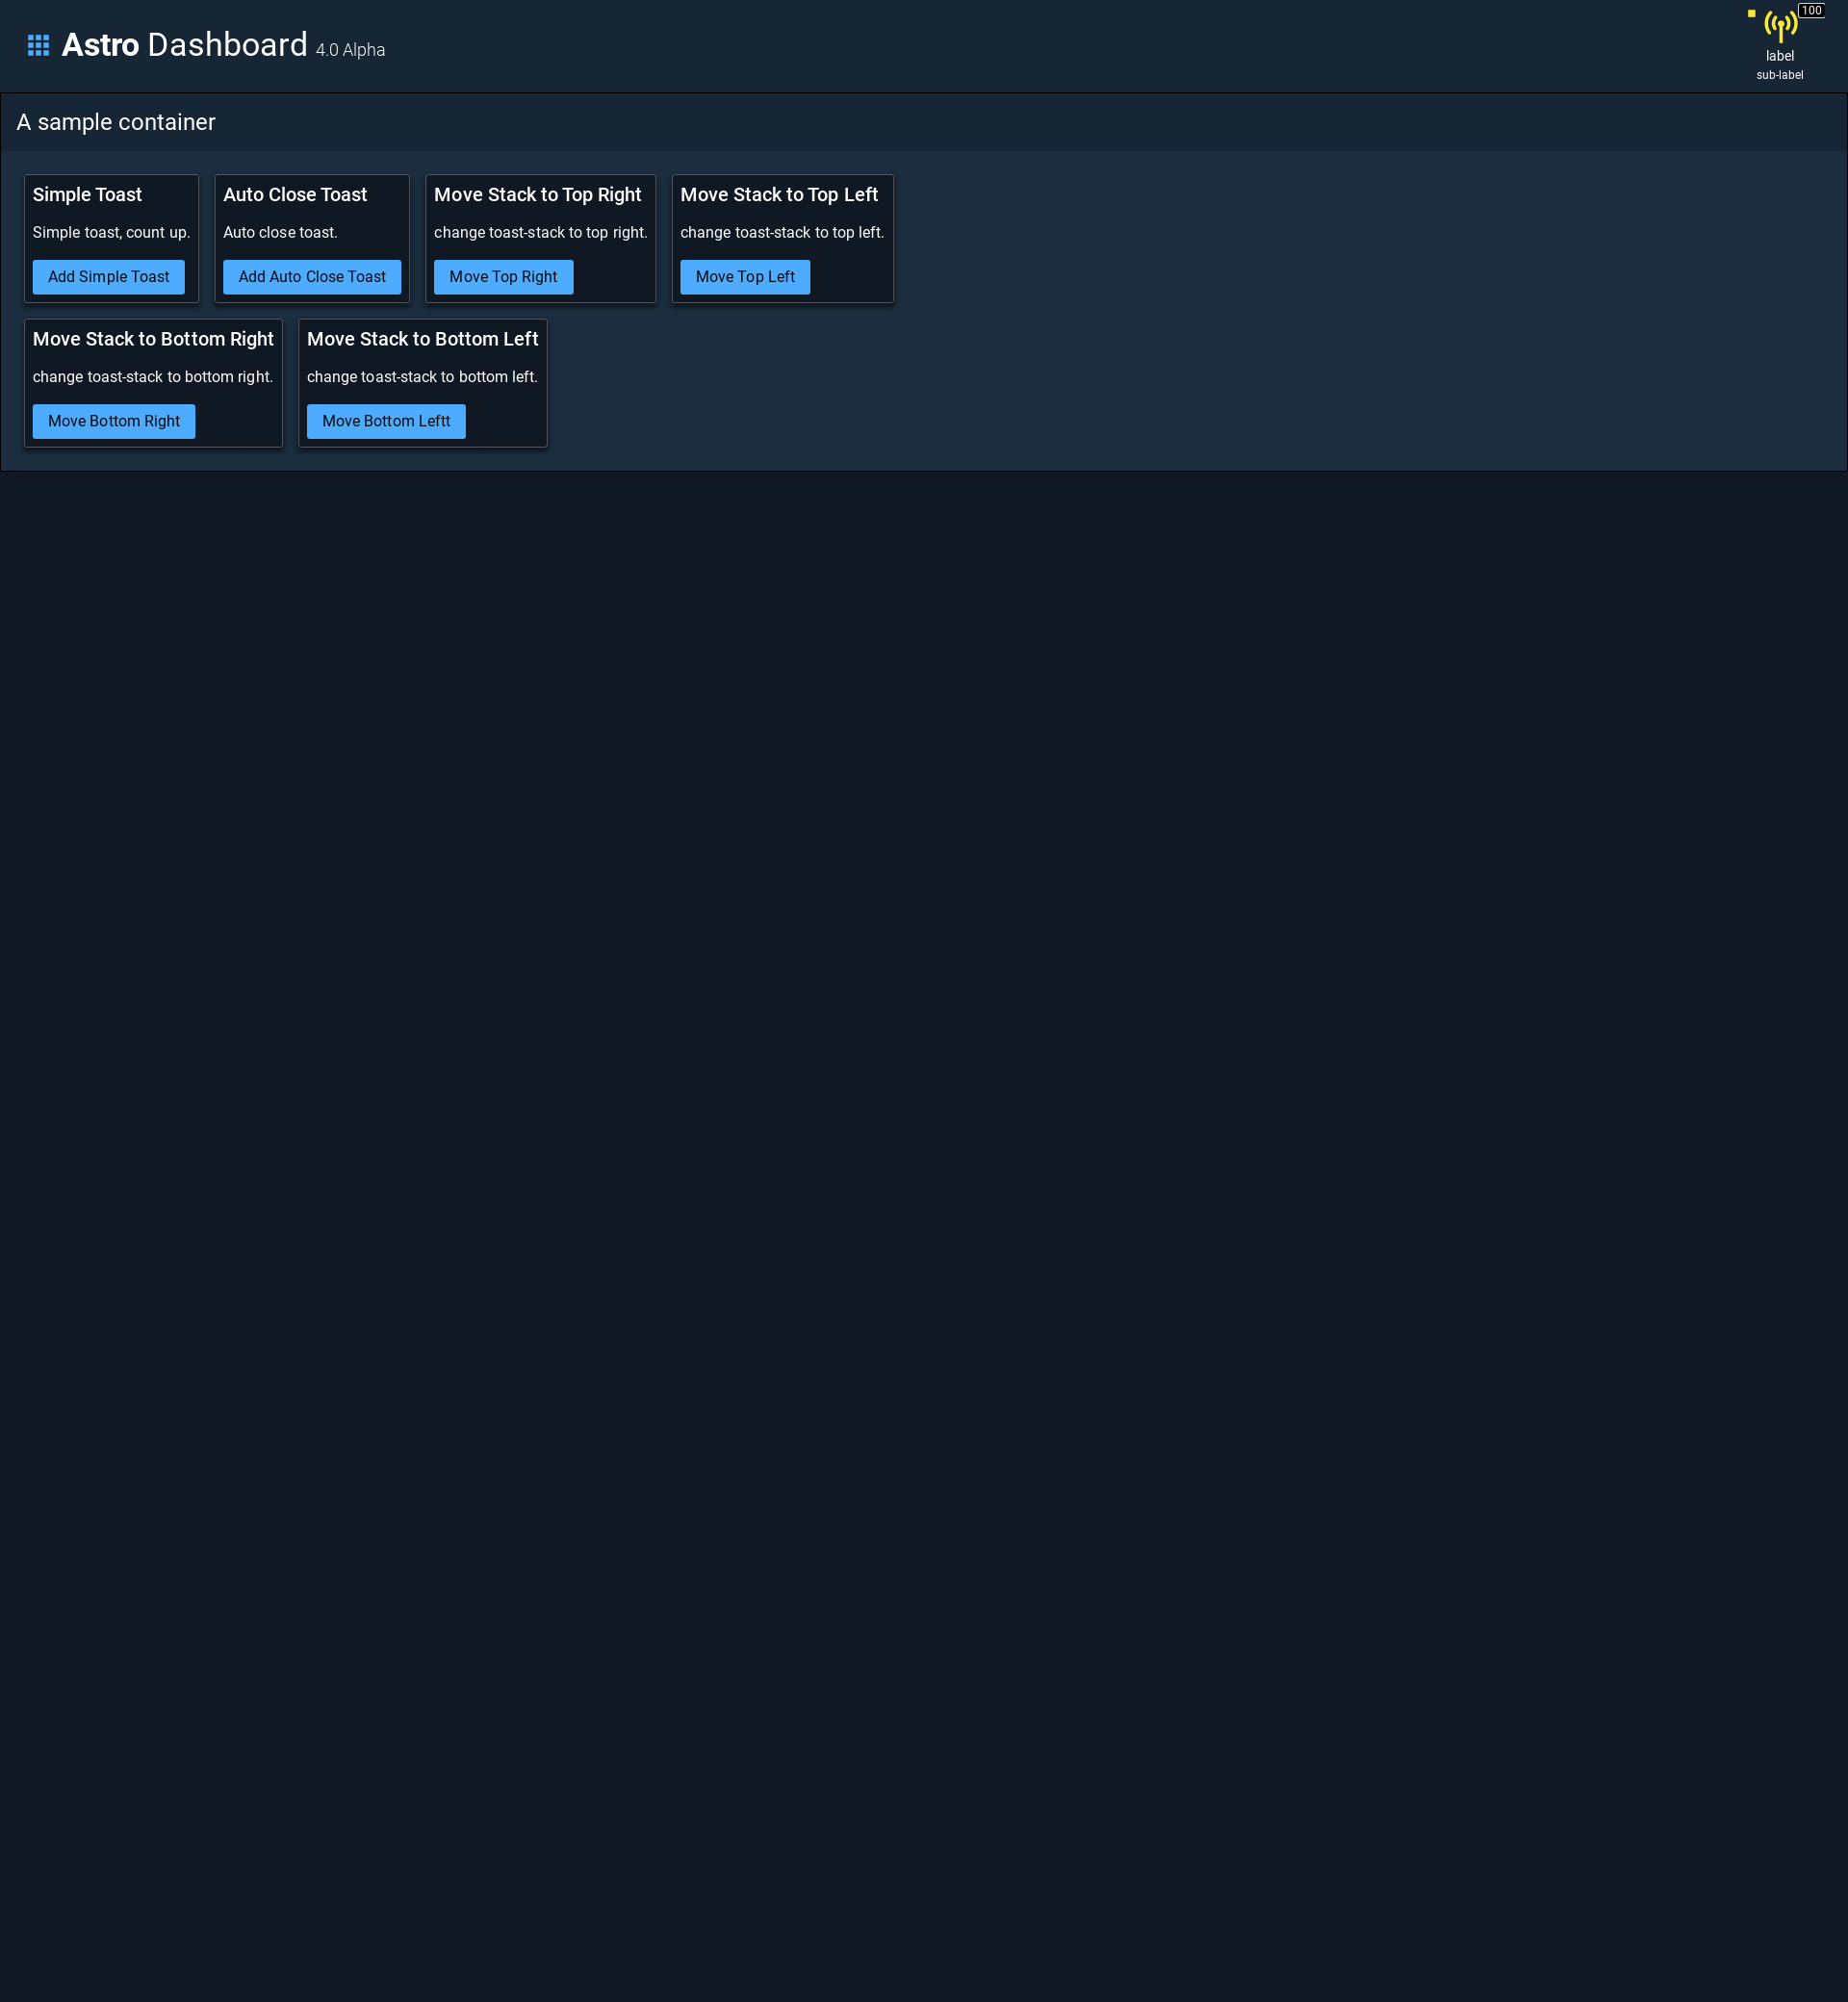 Astro Dashboard 4.0 Alpha
100
label
sub-label
A sample container
Simple Toast
Simple toast, count up.
Add Simple Toast
Auto Close Toast
Auto close toast.
Add Auto Close Toast
Move Stack to Top Right
change toast-stack to top right.
Move Top Right
Move Stack to Top Left
change toast-stack to top left.
Move Top Left
Move Stack to Bottom Right
change toast-stack to bottom right.
Move Bottom Right
Move Stack to Bottom Left
change toast-stack to bottom left.
Move Bottom Leftt